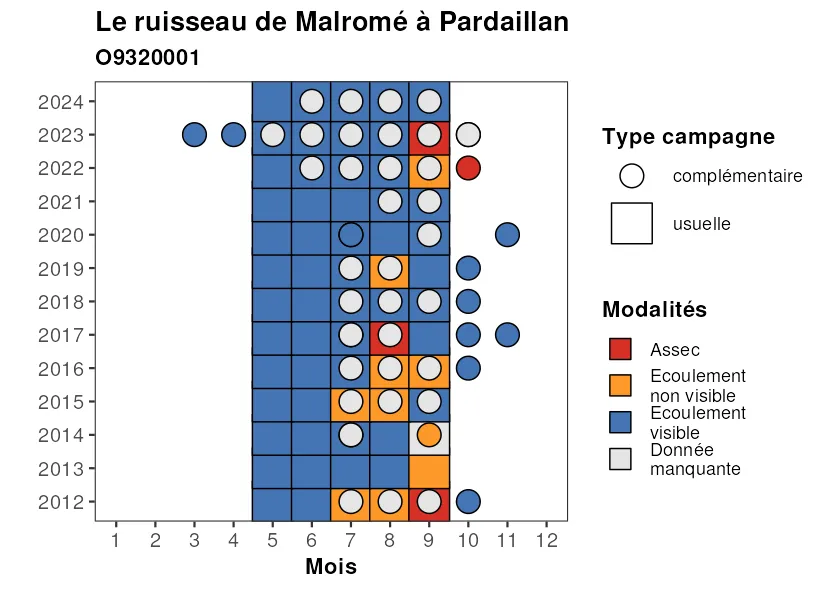 Le ruisseau de Malromé à Pardaillan
O9320001
2024
2023
2022
2021
2020
2019
2018
2017
2016
2015
2014
2013
2012
1 2 3 4 5 6 7 8 9 10 11 12
Mois
Type campagne
complémentaire
usuelle
Modalités
Assec
Ecoulement
non visible
Ecoulement
visible
Donnée
manquante